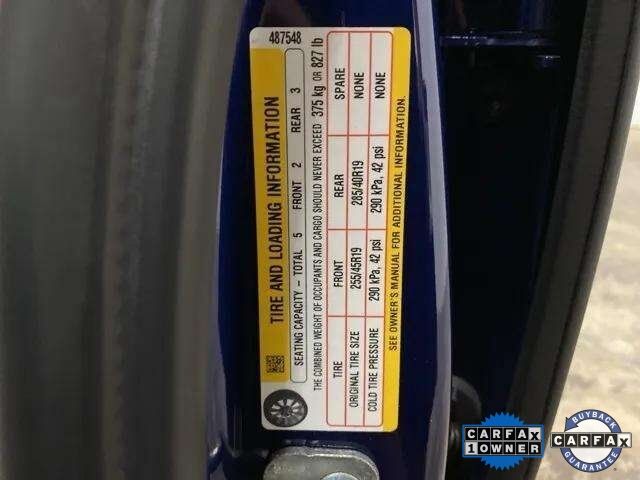 487548
TIRE AND LOADING INFORMATION
SEATING CAPACITY – TOTAL 5 FRONT 2 REAR 3
THE COMBINED WEIGHT OF OCCUPANTS AND CARGO SHOULD NEVER EXCEED 375 kg OR 827 lb
TIRE FRONT REAR SPARE
ORIGINAL TIRE SIZE 255/45R19 285/40R19 NONE
COLD TIRE PRESSURE 290 kPa, 42 psi 290 kPa, 42 psi NONE
SEE OWNER'S MANUAL FOR ADDITIONAL INFORMATION.
CARFAX
1 OWNER
BUYBACK
CARFAX
GUARANTEE